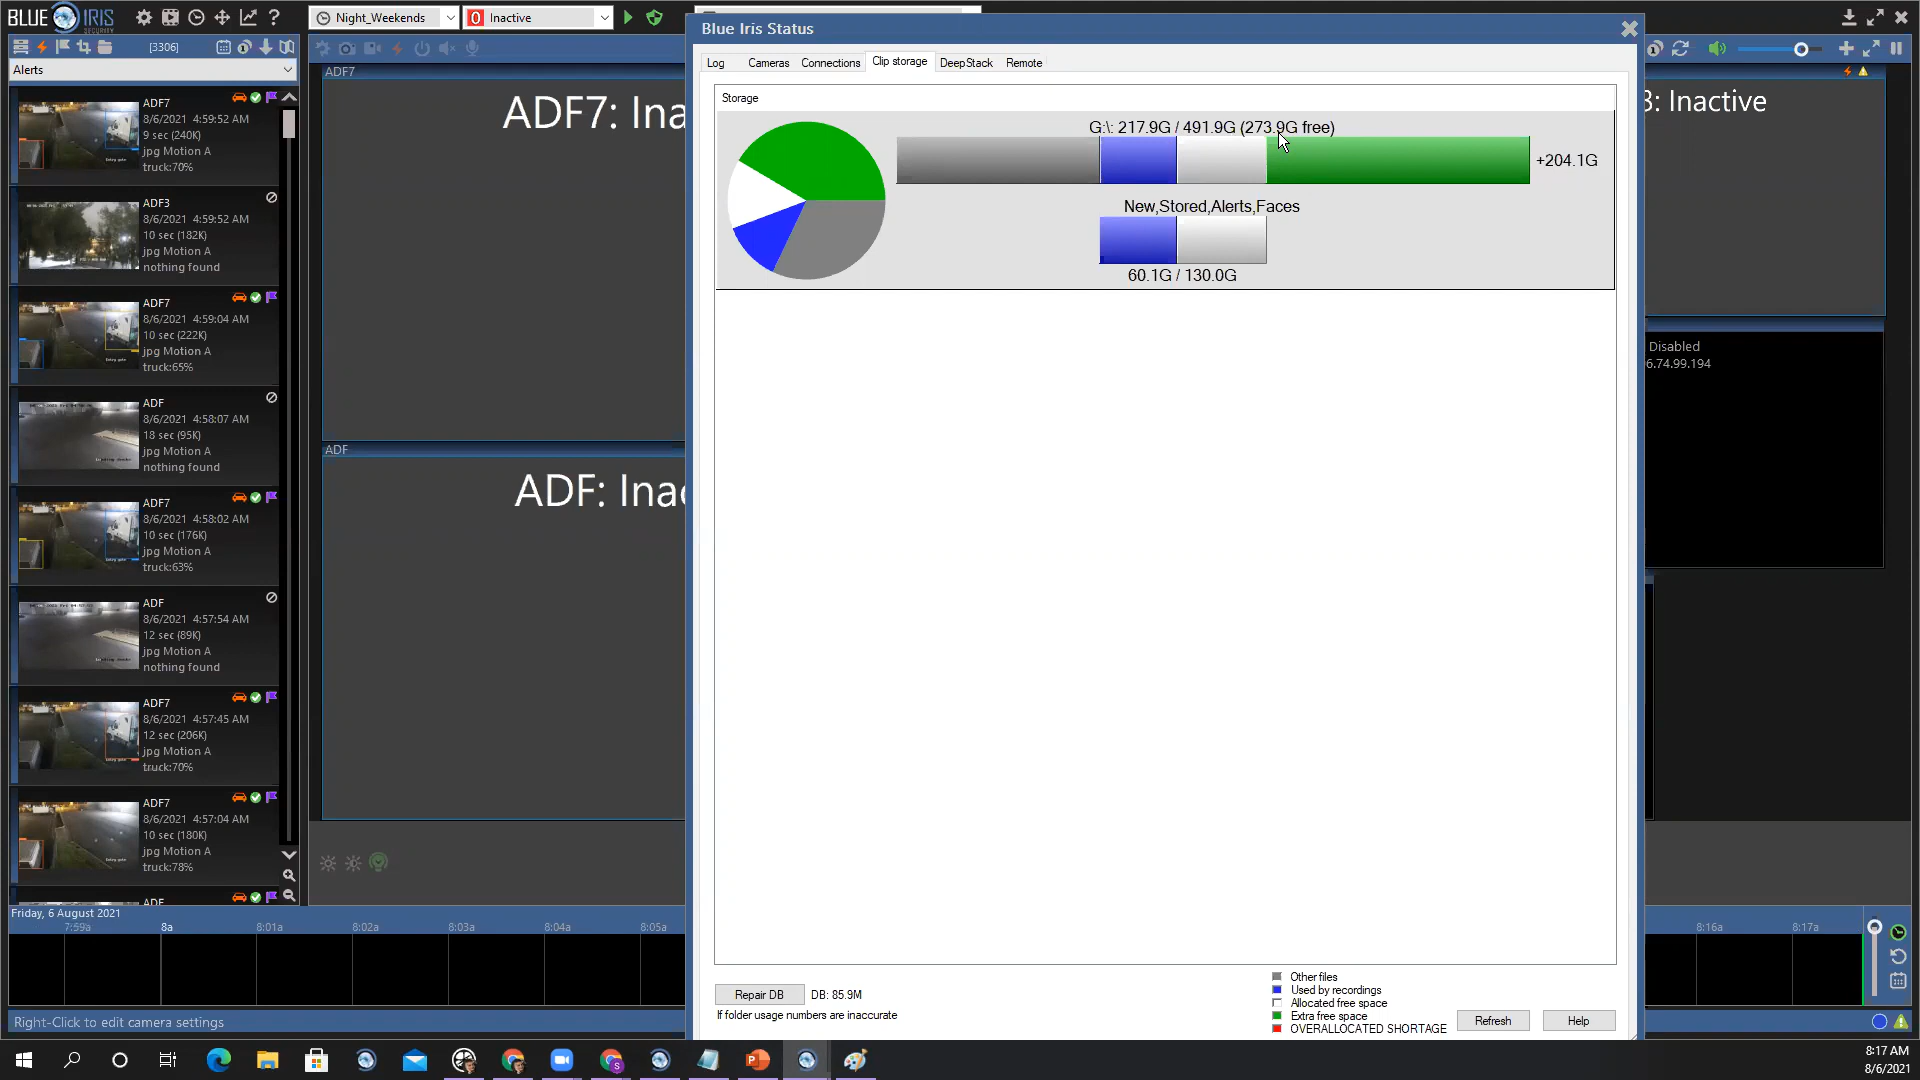 BLUE IRIS
SECURITY
Night_Weekends
0 Inactive
[3306]
Alerts
ADF7
8/6/2021 4:59:52 AM
9 sec (240K)
jpg Motion A
truck:70%
ADF3
8/6/2021 4:59:52 AM
10 sec (182K)
jpg Motion A
nothing found
ADF7
8/6/2021 4:59:04 AM
10 sec (222K)
jpg Motion A
truck:65%
ADF
8/6/2021 4:58:07 AM
18 sec (95K)
jpg Motion A
nothing found
ADF7
8/6/2021 4:58:02 AM
10 sec (176K)
jpg Motion A
truck:63%
ADF
8/6/2021 4:57:54 AM
12 sec (89K)
jpg Motion A
nothing found
ADF7
8/6/2021 4:57:45 AM
12 sec (206K)
jpg Motion A
truck:70%
ADF7
8/6/2021 4:57:04 AM
10 sec (180K)
jpg Motion A
truck:78%
ADF
ADF7
ADF7: Ina
ADF
ADF: Ina
Blue Iris Status
Log Cameras Connections Clip storage DeepStack Remote
Storage
G:\: 217.9G / 491.9G (273.9G free)
+204.1G
New,Stored,Alerts,Faces
60.1G / 130.0G
Repair DB DB: 85.9M
If folder usage numbers are inaccurate
Other files
Used by recordings
Allocated free space
Extra free space
OVERALLOCATED SHORTAGE
Refresh Help
3: Inactive
Disabled
6.74.99.194
Friday, 6 August 2021
7:59a 8a 8:01a 8:02a 8:03a 8:04a 8:05a 8:16a 8:17a
Right-Click to edit camera settings
8:17 AM
8/6/2021